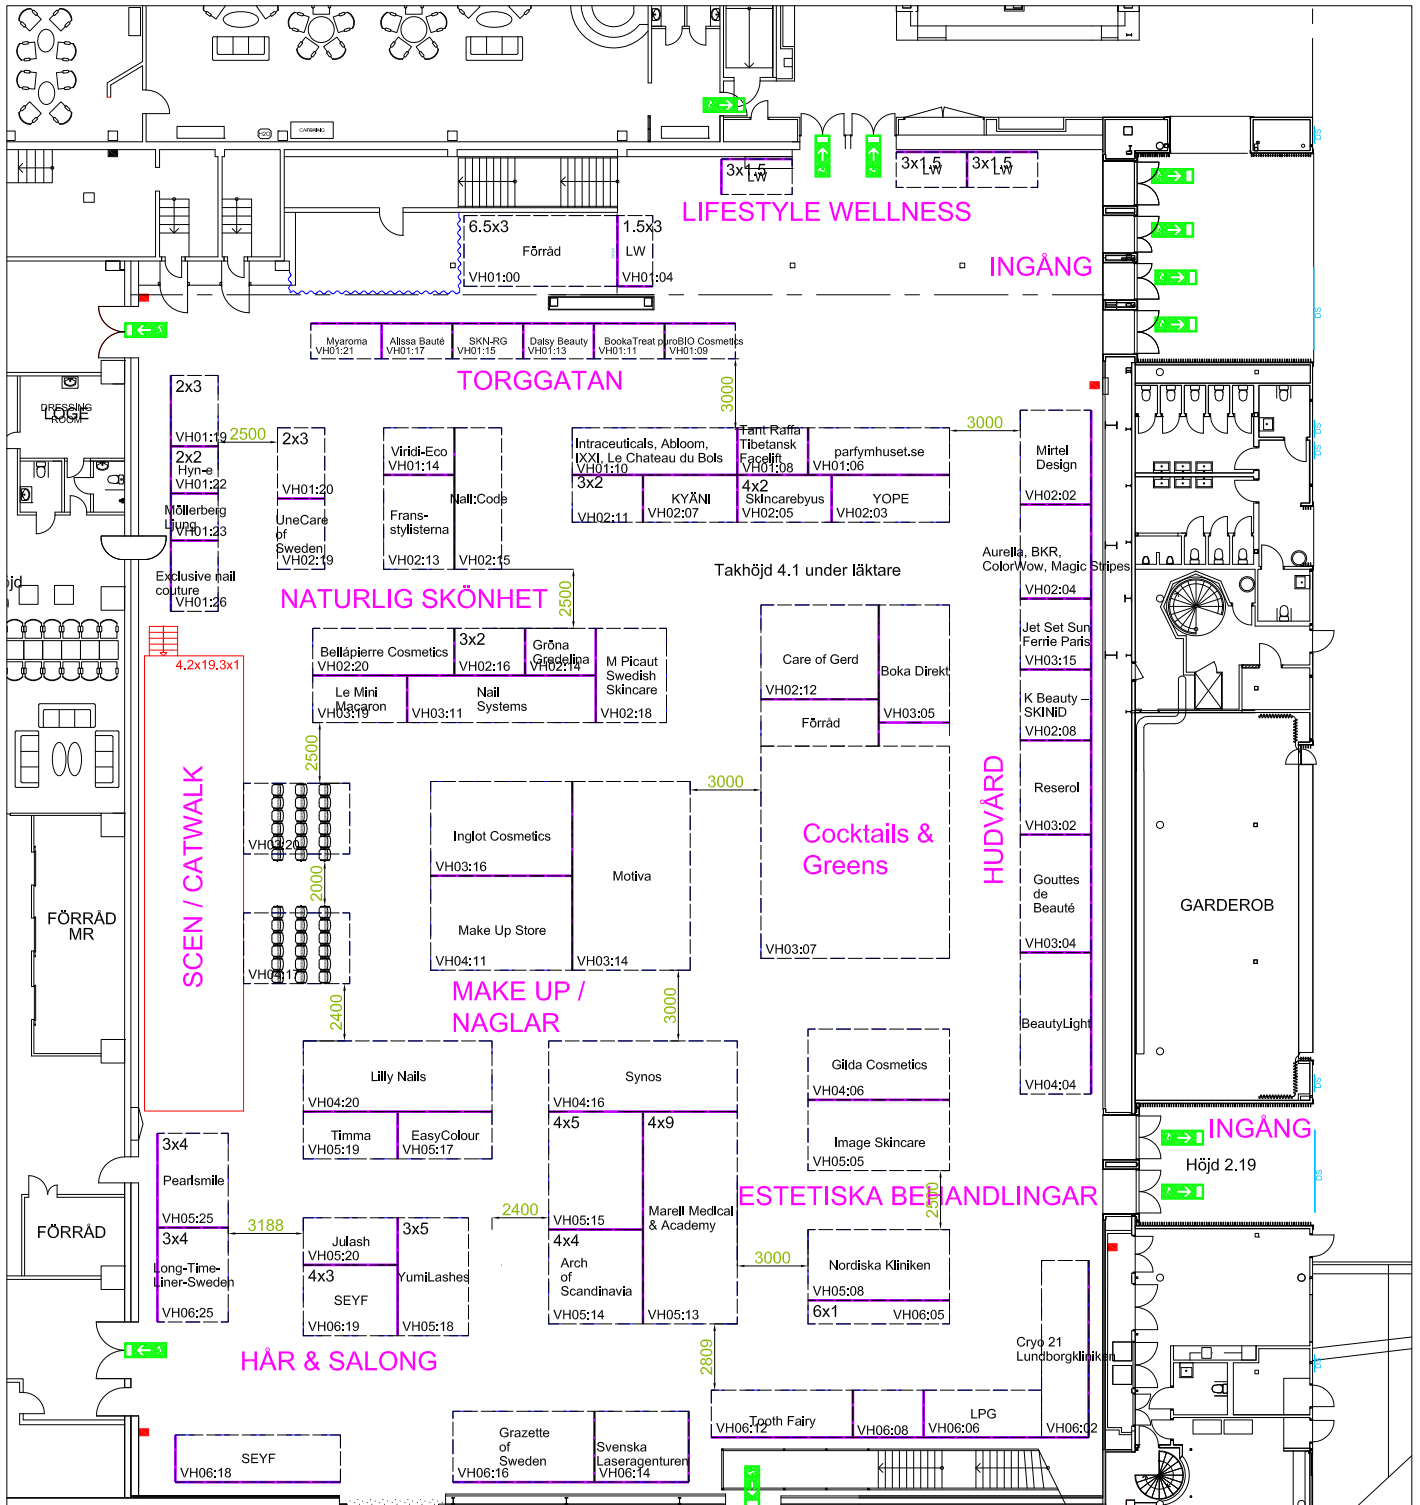 H2O
CATERING
DS
3x1.5
LW
3x1.5
LW
3x1.5
LW
LIFESTYLE WELLNESS
6.5x3
Förråd
VH01:00
1.5x3
LW
VH01:04
INGÅNG
DS
Myaroma
VH01:21
Alissa Bauté
VH01:17
SKN-RG
VH01:15
Daisy Beauty
VH01:13
BookaTreat
VH01:11
puroBIO Cosmetics
VH01:09
TORGGATAN
3000
DRESSING
ROOM
LOGE
2x3
VH01:19
2500
2x2
Hyn-e
VH01:22
Möllerberg
Ljung
VH01:23
Exclusive nail
couture
VH01:26
2x3
VH01:20
UneCare
of
Sweden
VH02:19
Viridi-Eco
VH01:14
Frans-
stylisterna
VH02:13
Nail:Code
VH02:15
Intraceuticals, Abloom,
IXXI, Le Chateau du Bois
VH01:10
Tant Raffa
Tibetansk
Facelift
VH01:08
parfymhuset.se
VH01:06
3x2
VH02:11
KYÄNI
VH02:07
4x2
Skincarebyus
VH02:05
YOPE
VH02:03
3000
Mirtel
Design
VH02:02
DS
DS
Takhöjd 4.1 under läktare
Aurelia, BKR,
ColorWow, Magic Stripes
VH02:04
NATURLIG SKÖNHET
2500
4.2x19.3x1
Bellápierre Cosmetics
VH02:20
3x2
VH02:16
Gröna
Gredelina
VH02:14
M Picaut
Swedish
Skincare
VH02:18
Le Mini
Macaron
VH03:19
Nail
Systems
VH03:11
Care of Gerd
VH02:12
Boka Direkt
VH03:05
Förråd
Jet Set Sun
Ferrie Paris
VH03:15
K Beauty –
SKINiD
VH02:08
2500
SCEN / CATWALK
VH03:20
2000
VH04:17
2400
Inglot Cosmetics
VH03:16
Motiva
VH03:14
Make Up Store
VH04:11
3000
Cocktails &
Greens
VH03:07
HUDVÅRD
Reserol
VH03:02
Gouttes
de
Beauté
VH03:04
BeautyLight
VH04:04
GARDEROB
FÖRRÅD
MR
MAKE UP /
NAGLAR
3000
Lilly Nails
VH04:20
Timma
VH05:19
EasyColour
VH05:17
Synos
VH04:16
4x5
VH05:15
4x9
Marell Medical
& Academy
VH05:13
4x4
Arch
of
Scandinavia
VH05:14
Gilda Cosmetics
VH04:06
Image Skincare
VH05:05
DS
INGÅNG
Höjd 2.19
DS
ESTETISKA BEHANDLINGAR
2500
3x4
Pearlsmile
VH05:25
3x4
Long-Time-
Liner-Sweden
VH06:25
FÖRRÅD
3188
Julash
VH05:20
4x3
SEYF
VH06:19
3x5
YumiLashes
VH05:18
2400
3000
Nordiska Kliniken
VH05:08
6x1
VH06:05
HÅR & SALONG
2809
Cryo 21
Lundborgkliniken
VH06:02
DS
Tooth Fairy
VH06:12
VH06:08
LPG
VH06:06
SEYF
VH06:18
Grazette
of
Sweden
VH06:16
Svenska
Laseragenturen
VH06:14